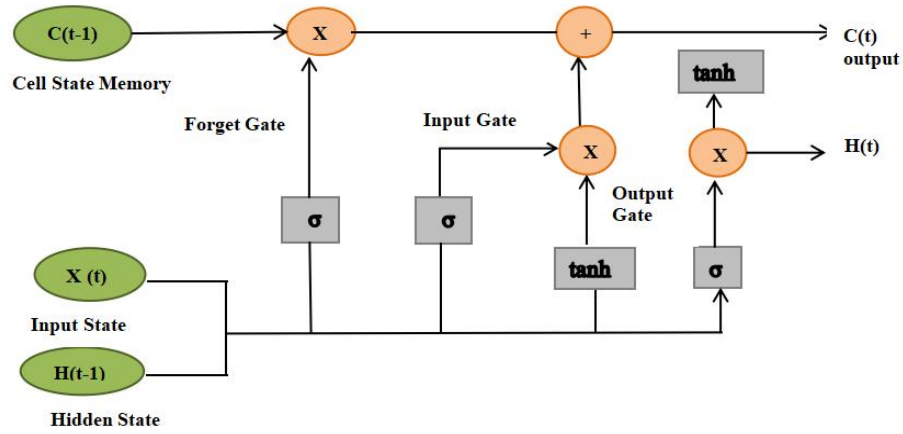 C(t-1)
X
+
C(t)
output
Cell State Memory
tanh
Forget Gate
Input Gate
X
X
H(t)
Output
Gate
σ
σ
X (t)
tanh
σ
Input State
H(t-1)
Hidden State